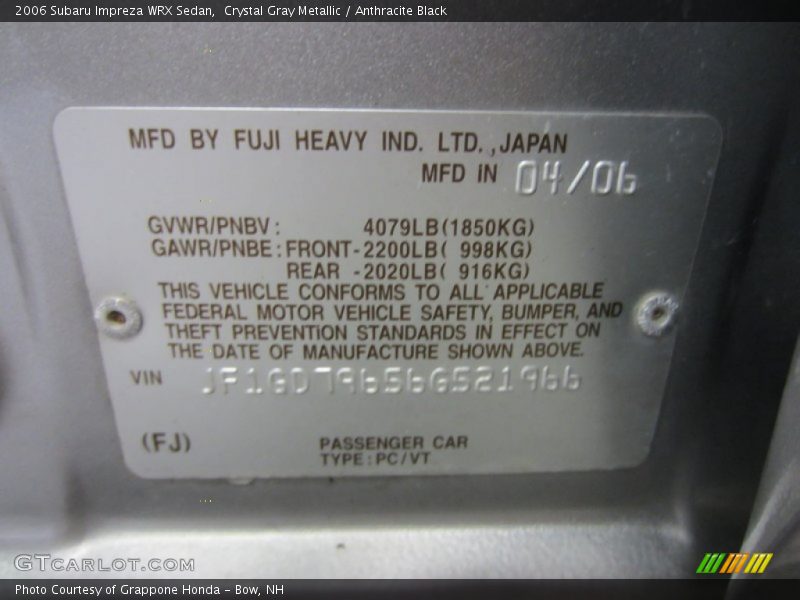 2006 Subaru Impreza WRX Sedan, Crystal Gray Metallic / Anthracite Black
MFD BY FUJI HEAVY IND. LTD., JAPAN
MFD IN 04/06
GVWR/PNBV: 4079LB(1850KG)
GAWR/PNBE: FRONT-2200LB( 998KG)
REAR -2020LB( 916KG)
THIS VEHICLE CONFORMS TO ALL APPLICABLE
FEDERAL MOTOR VEHICLE SAFETY, BUMPER, AND
THEFT PREVENTION STANDARDS IN EFFECT ON
THE DATE OF MANUFACTURE SHOWN ABOVE.
VIN JF1GD79656G521966
(FJ) PASSENGER CAR
TYPE: PC/VT
GTCARLOT.COM
Photo Courtesy of Grappone Honda - Bow, NH